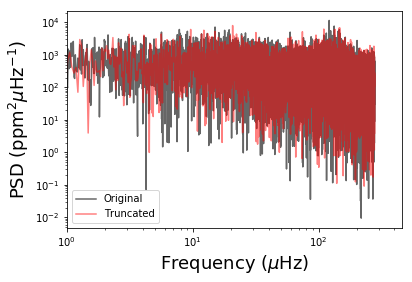 10⁴
10³
10²
10¹
10⁰
10⁻¹
10⁻²
PSD (ppm²μHz⁻¹)
Original
Truncated
10⁰ 10¹ 10²
Frequency (μHz)